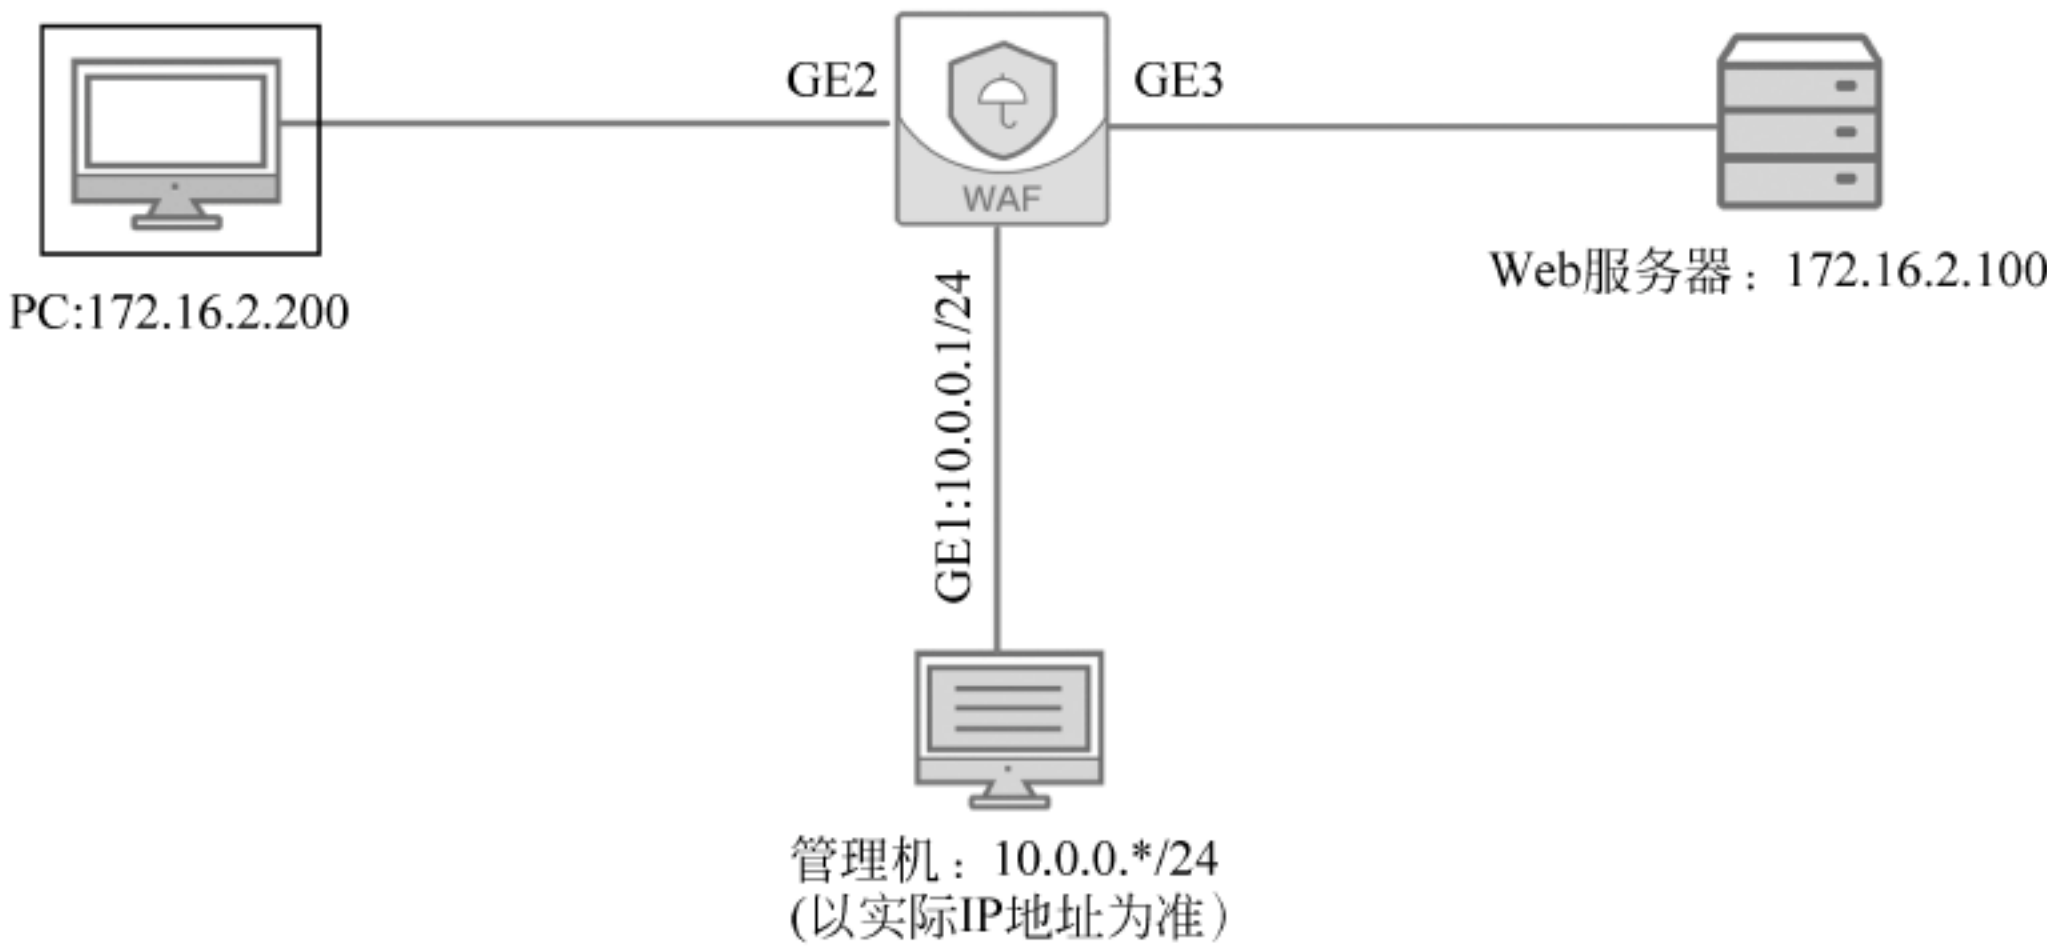 GE2
GE3
WAF
Web服务器：172.16.2.100
PC:172.16.2.200
GE1:10.0.0.1/24
管理机：10.0.0.*/24
(以实际IP地址为准）